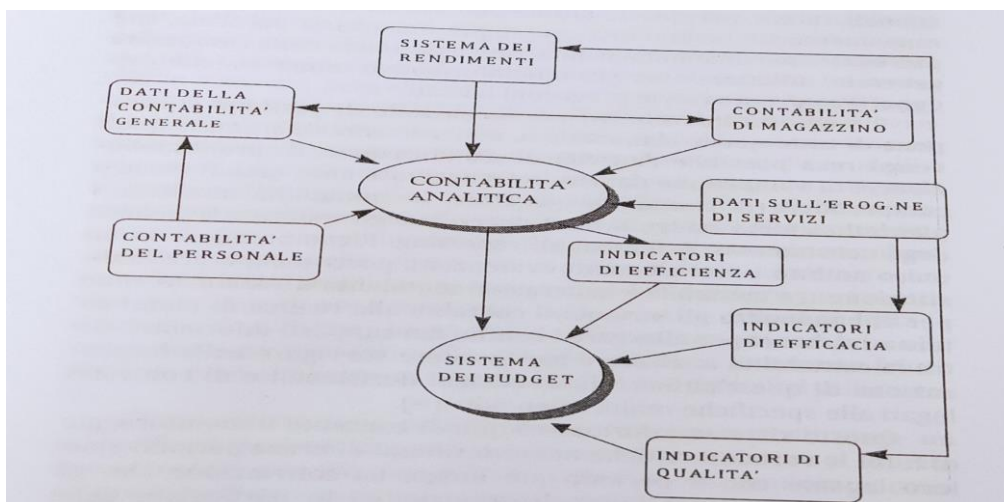 SISTEMA DEI
RENDIMENTI
DATI DELLA
CONTABILITA'
GENERALE
CONTABILITA'
DI MAGAZZINO
CONTABILITA'
ANALITICA
DATI SULL'EROG.NE
DI SERVIZI
CONTABILITA'
DEL PERSONALE
INDICATORI
DI EFFICIENZA
INDICATORI
DI EFFICACIA
SISTEMA
DEI BUDGET
INDICATORI DI
QUALITA'